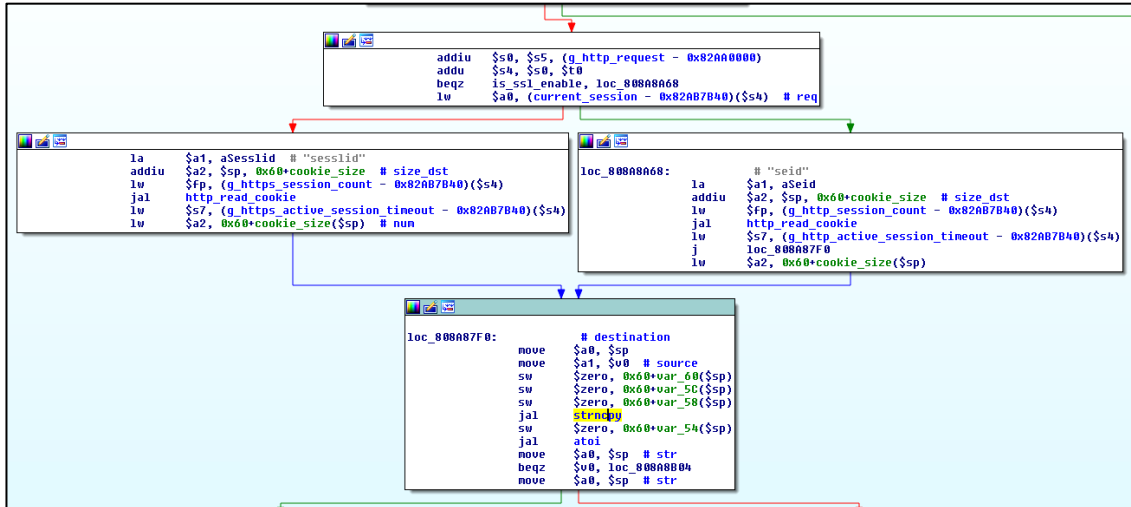 addiu $s0, $s5, (g_http_request - 0x82AA0000)
addu $s4, $s0, $t0
beqz is_ssl_enable, loc_808A8A68
lw $a0, (current_session - 0x82AB7B40)($s4) # req
la $a1, aSesslid # "sesslid"
addiu $a2, $sp, 0x60+cookie_size # size_dst
lw $fp, (g_https_session_count - 0x82AB7B40)($s4)
jal http_read_cookie
lw $s7, (g_https_active_session_timeout - 0x82AB7B40)($s4)
lw $a2, 0x60+cookie_size($sp) # num
loc_808A8A68: # "seid"
la $a1, aSeid
addiu $a2, $sp, 0x60+cookie_size # size_dst
lw $fp, (g_http_session_count - 0x82AB7B40)($s4)
jal http_read_cookie
lw $s7, (g_http_active_session_timeout - 0x82AB7B40)($s4)
j loc_808A87F0
lw $a2, 0x60+cookie_size($sp)
loc_808A87F0: # destination
move $a0, $sp
move $a1, $v0 # source
sw $zero, 0x60+var_60($sp)
sw $zero, 0x60+var_5C($sp)
sw $zero, 0x60+var_58($sp)
jal strncpy
sw $zero, 0x60+var_54($sp)
jal atoi
move $a0, $sp # str
beqz $v0, loc_808A8B04
move $a0, $sp # str